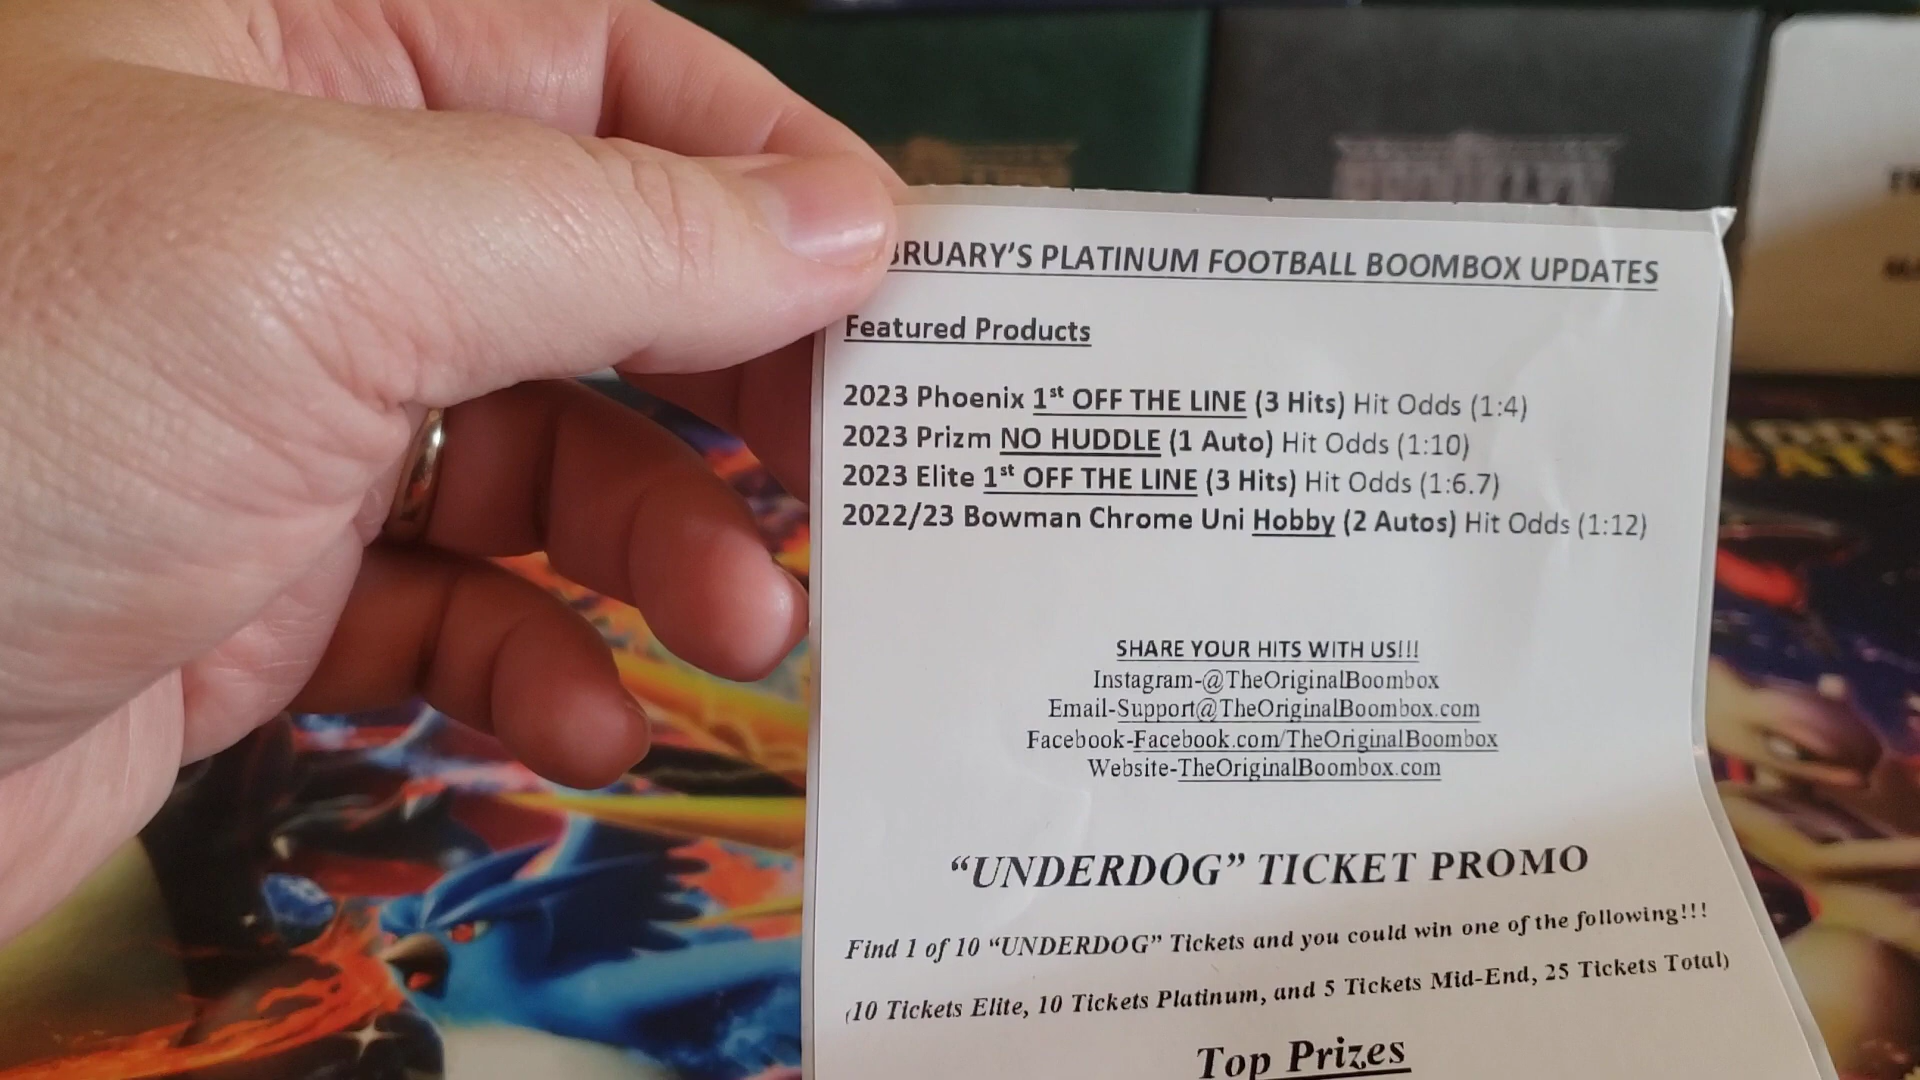 BRUARY'S PLATINUM FOOTBALL BOOMBOX UPDATES
Featured Products
2023 Phoenix 1st OFF THE LINE (3 Hits) Hit Odds (1:4)
2023 Prizm NO HUDDLE (1 Auto) Hit Odds (1:10)
2023 Elite 1st OFF THE LINE (3 Hits) Hit Odds (1:6.7)
2022/23 Bowman Chrome Uni Hobby (2 Autos) Hit Odds (1:12)
SHARE YOUR HITS WITH US!!!
Instagram-@TheOriginalBoombox
Email-Support@TheOriginalBoombox.com
Facebook-Facebook.com/TheOriginalBoombox
Website-TheOriginalBoombox.com
“UNDERDOG” TICKET PROMO
Find 1 of 10 “UNDERDOG” Tickets and you could win one of the following!!!
(10 Tickets Elite, 10 Tickets Platinum, and 5 Tickets Mid-End, 25 Tickets Total)
Top Prizes